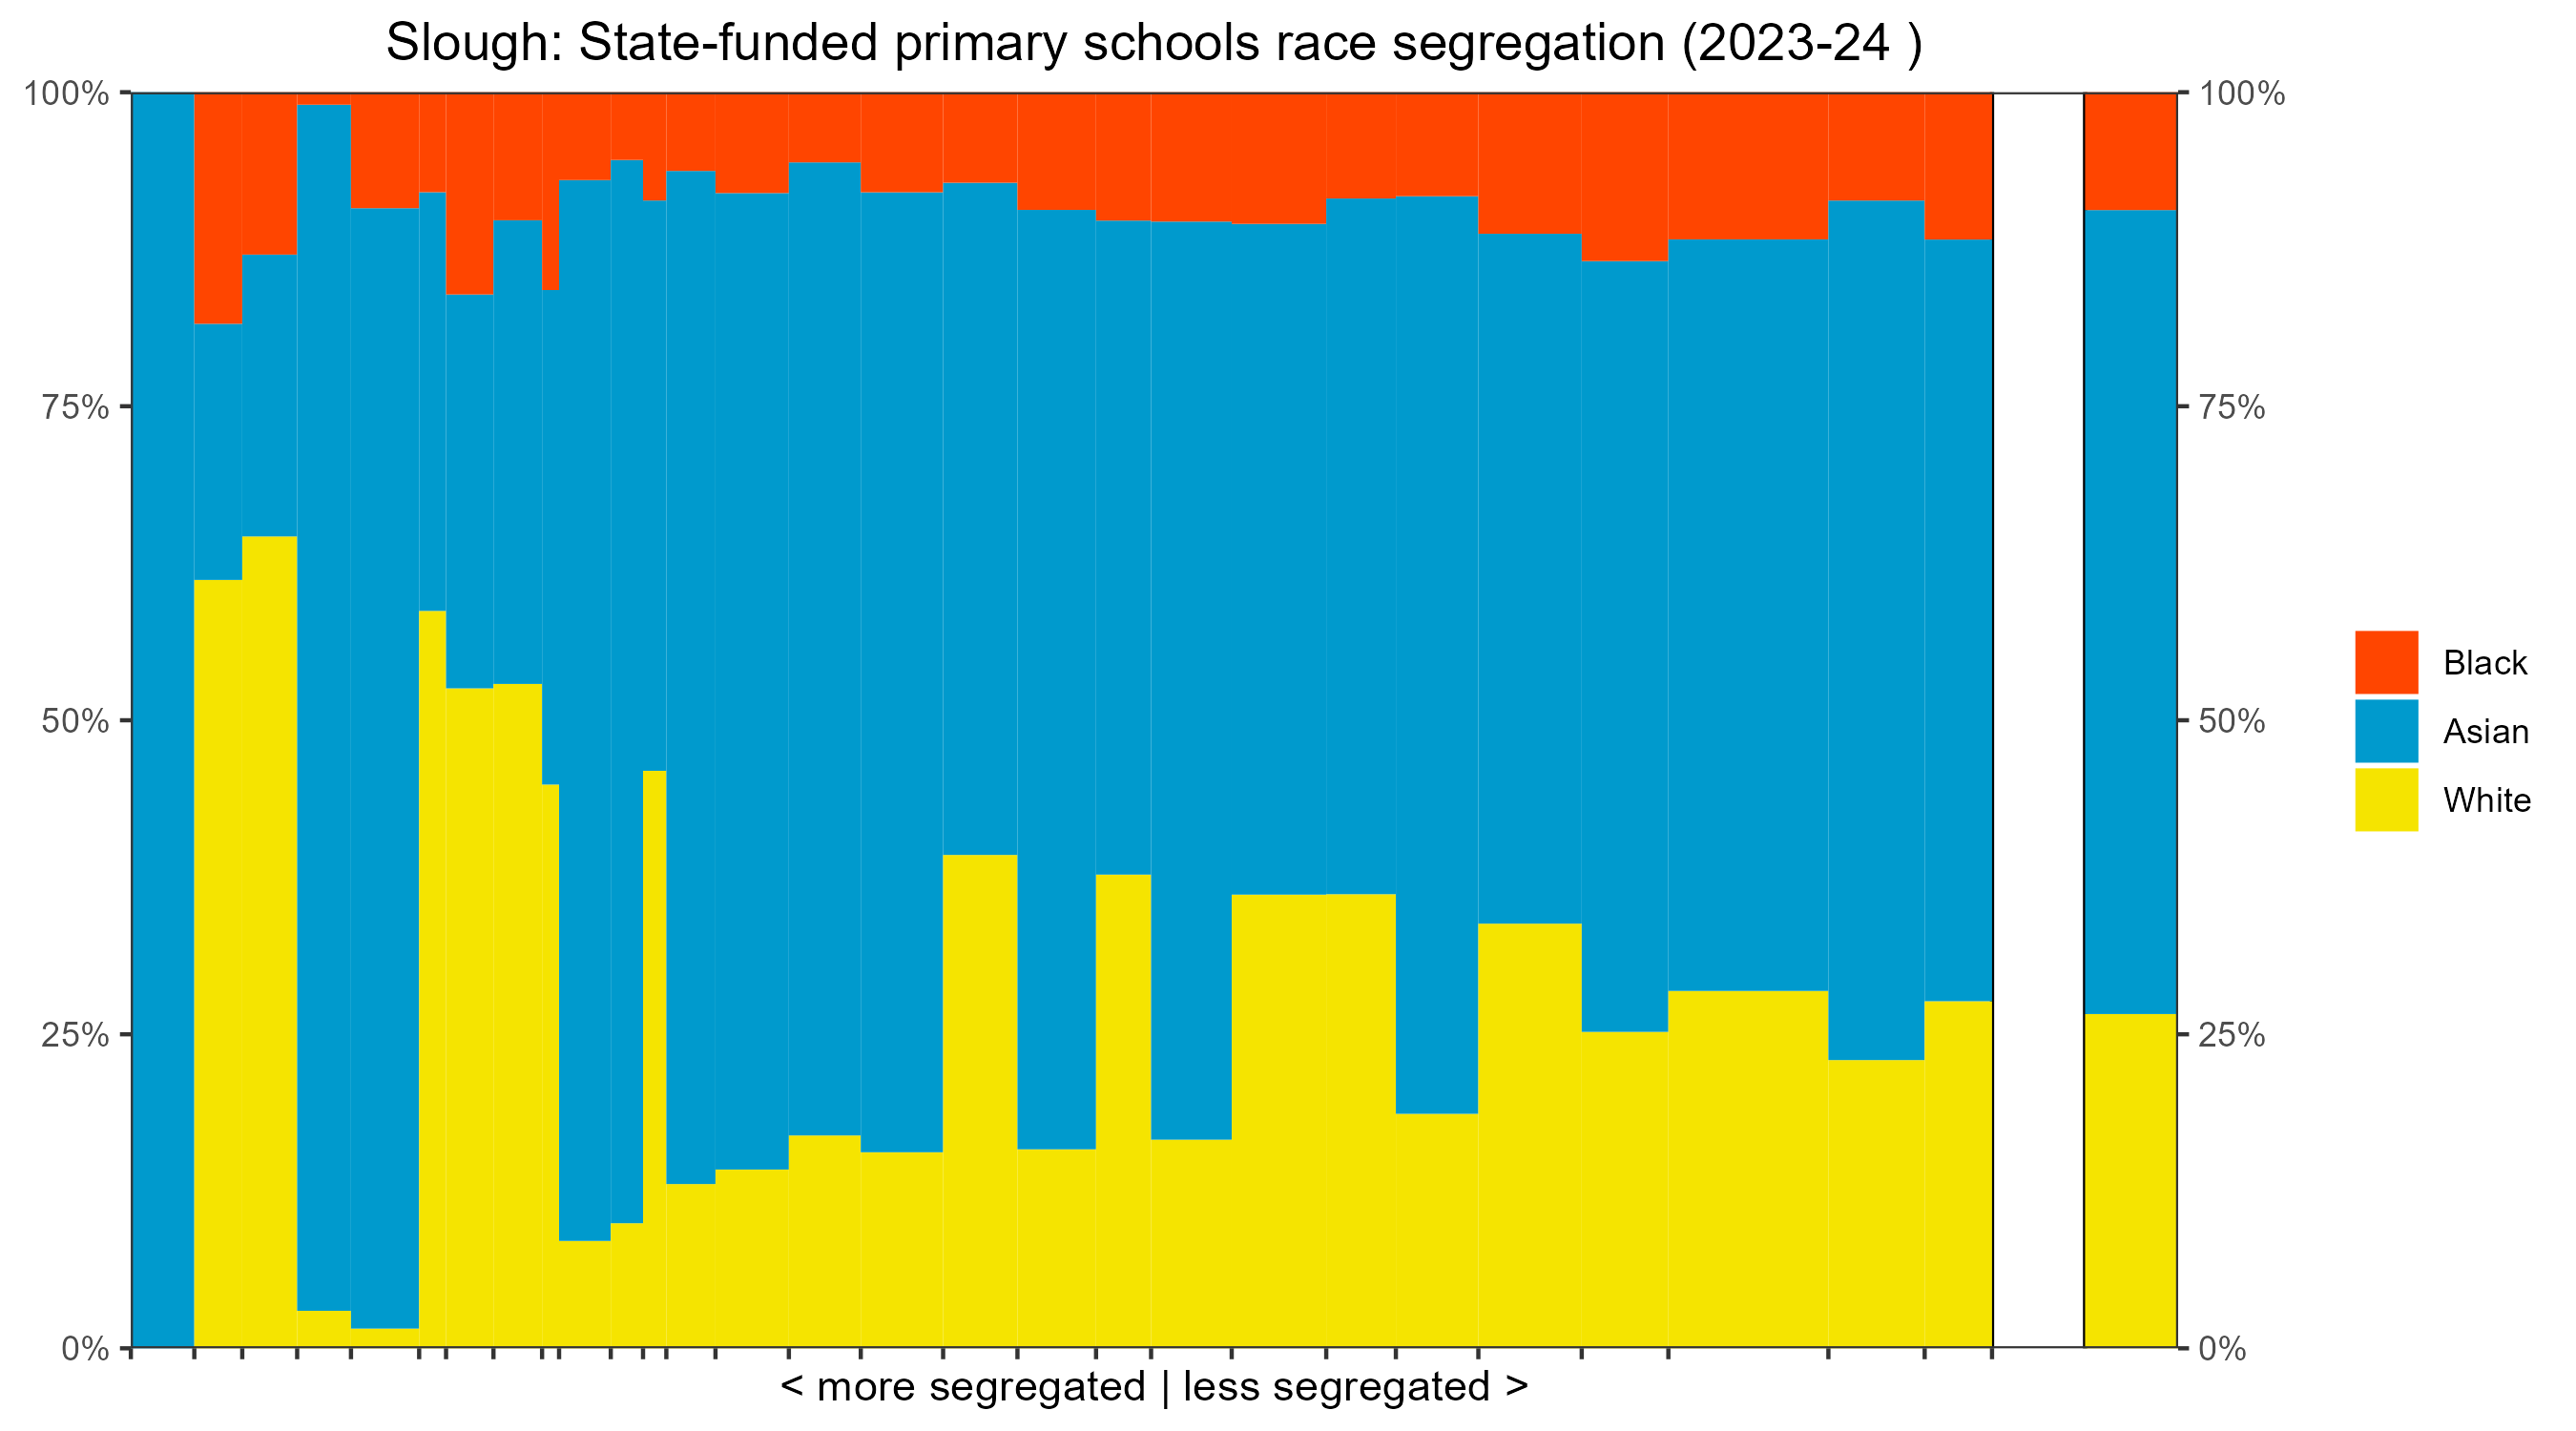 Slough: State-funded primary schools race segregation (2023-24 )
100%
75%
50%
25%
0%
100%
75%
50%
25%
0%
Black
Asian
White
< more segregated | less segregated >